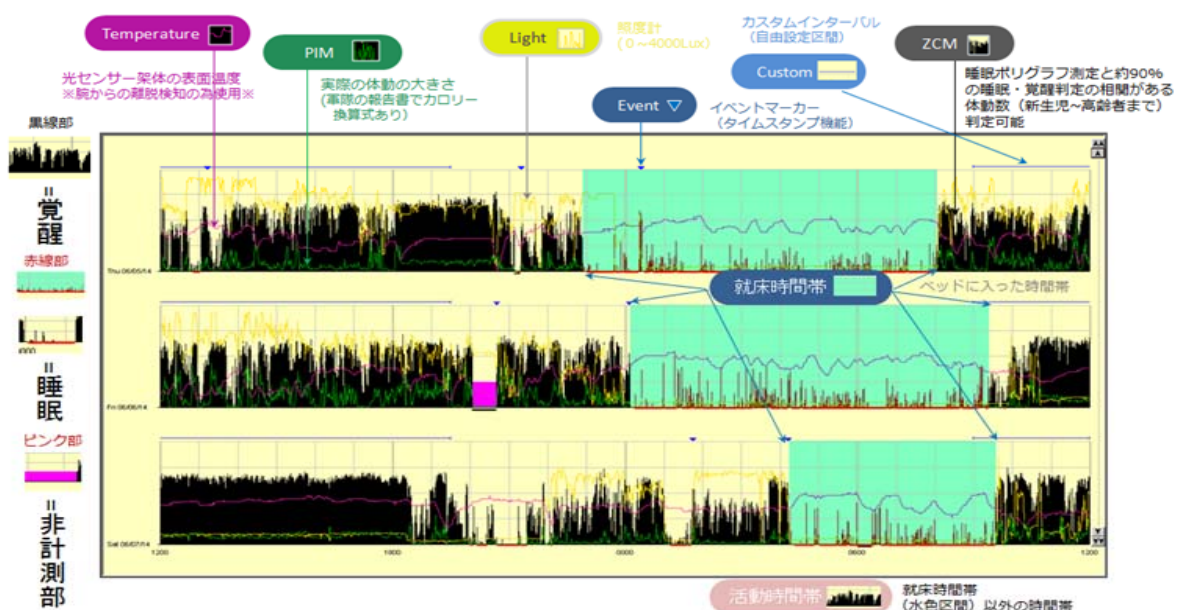 Temperature
光センサー架体の表面温度
※腕からの離脱検知の為使用※
PIM
実際の体動の大きさ
(軍隊の報告書でカロリー
換算式あり)
Light
照度計
(0~4000Lux)
Event
イベントマーカー
(タイムスタンプ機能)
カスタムインターバル
(自由設定区間)
Custom
ZCM
睡眠ポリグラフ測定と約90%
の睡眠・覚醒判定の相関がある
体動数(新生児~高齢者まで)
判定可能
黒線部
=
覚醒
赤線部
=
睡眠
ピンク部
=
非計測部
Thu 06/05/14
就床時間帯
ベッドに入った時間帯
Fri 06/06/14
Sat 06/07/14
1200
1800
0000
0600
1200
活動時間帯
就床時間帯
(水色区間)以外の時間帯